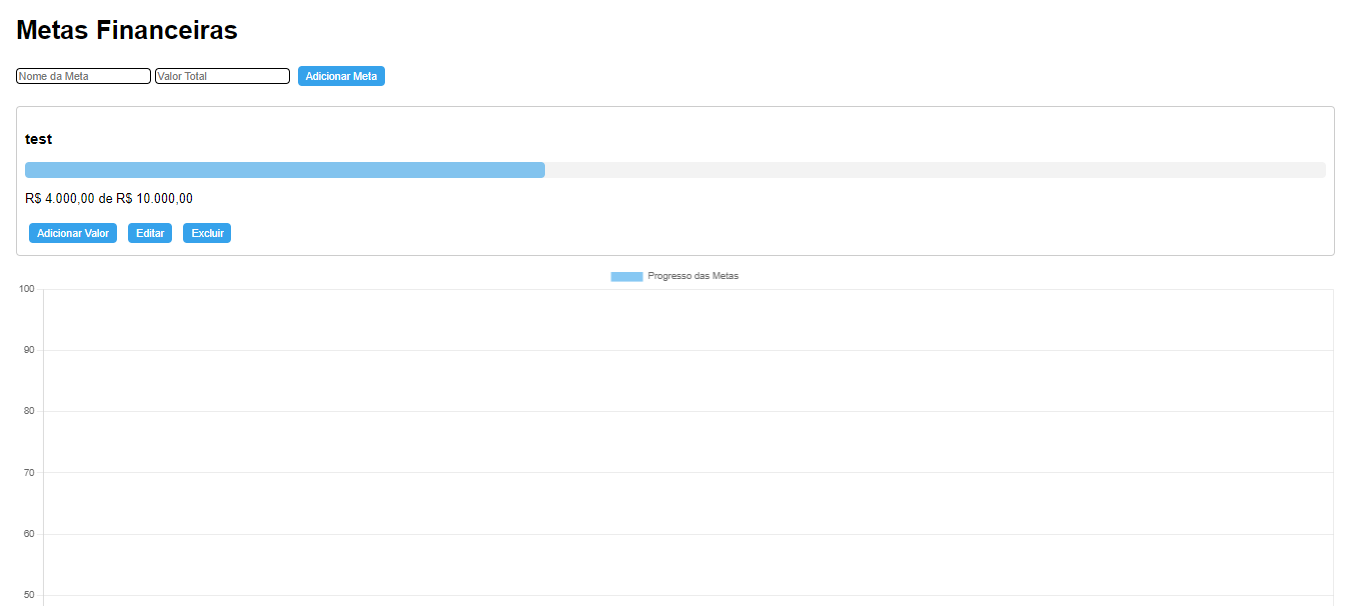 Metas Financeiras
Nome da Meta Valor Total Adicionar Meta
test
R$ 4.000,00 de R$ 10.000,00
Adicionar Valor Editar Excluir
Progresso das Metas
100
90
80
70
60
50